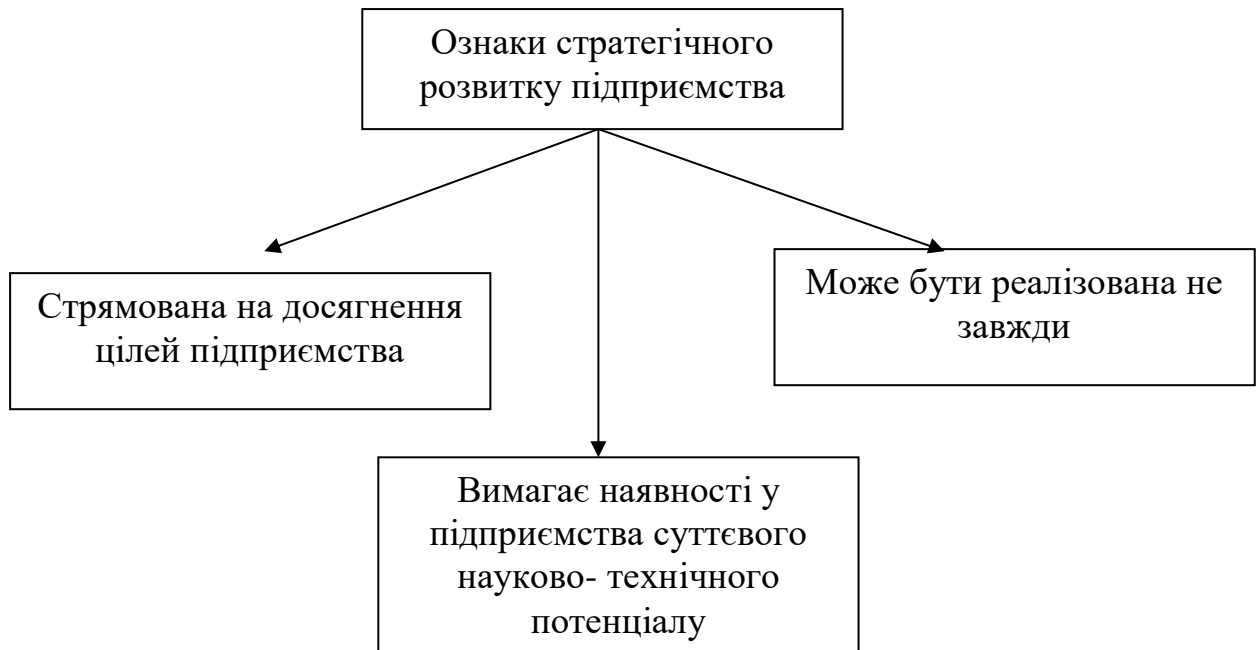 Ознаки стратегічного
розвитку підприємства
Стрямована на досягнення
цілей підприємства
Може бути реалізована не
завжди
Вимагає наявності у
підприємства суттєвого
науково- технічного
потенціалу